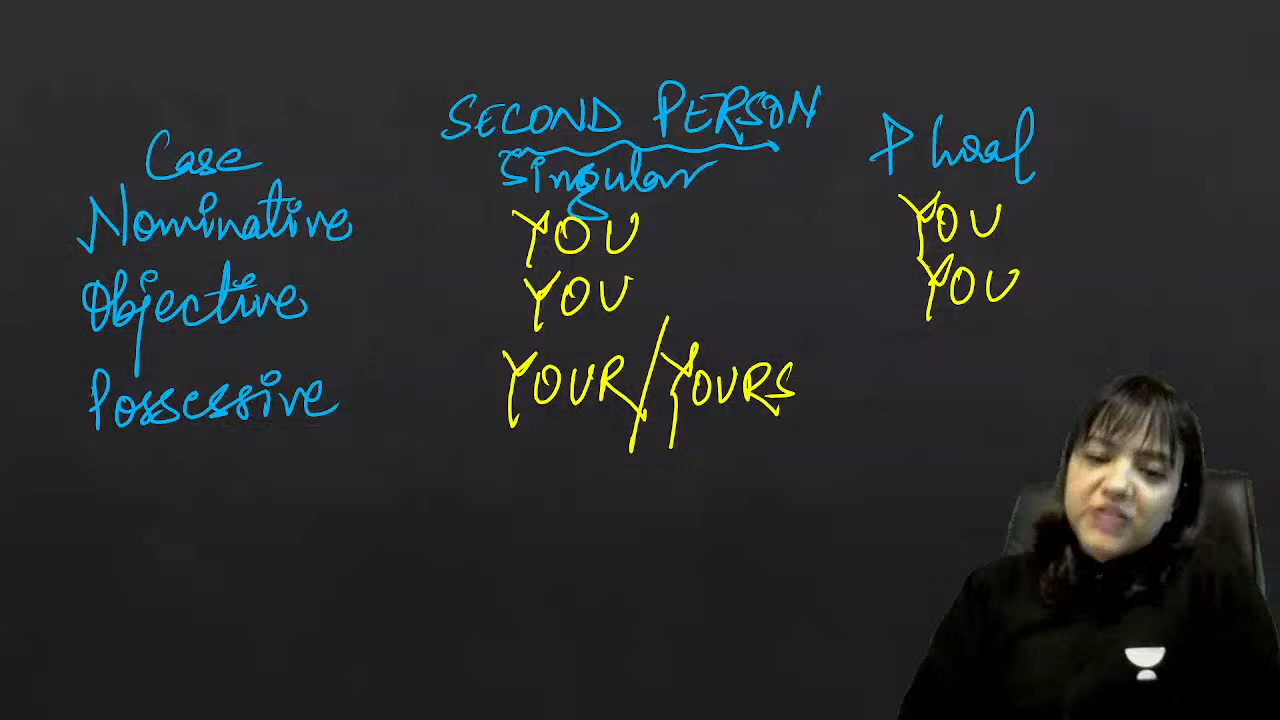 SECOND PERSON
Case Singular Plural
Nominative YOU YOU
Objective YOU YOU
Possessive YOUR/YOURS